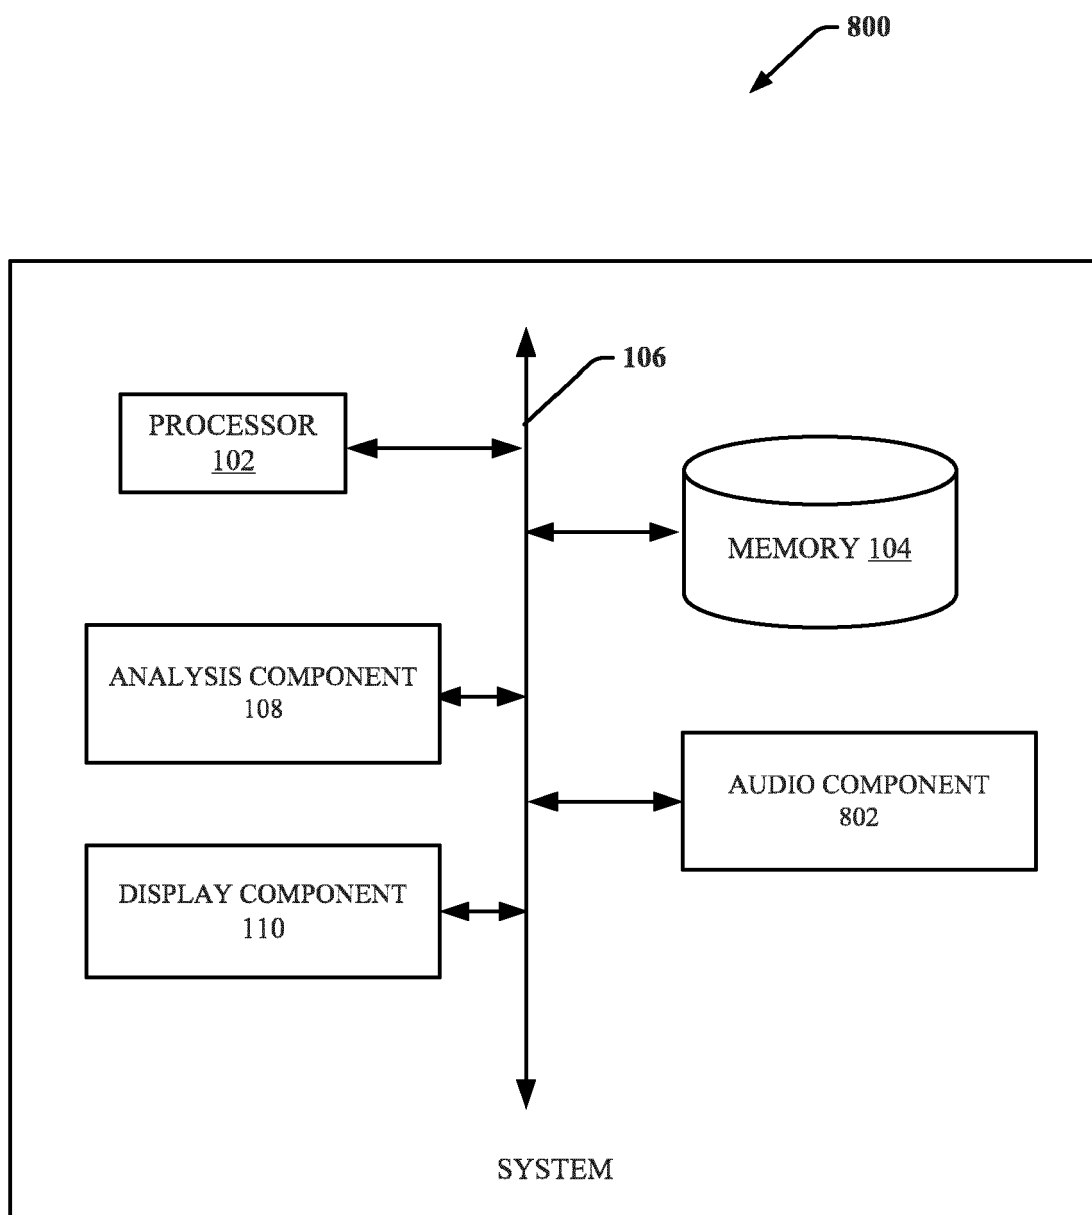 800
106
PROCESSOR
102
MEMORY 104
ANALYSIS COMPONENT
108
AUDIO COMPONENT
802
DISPLAY COMPONENT
110
SYSTEM